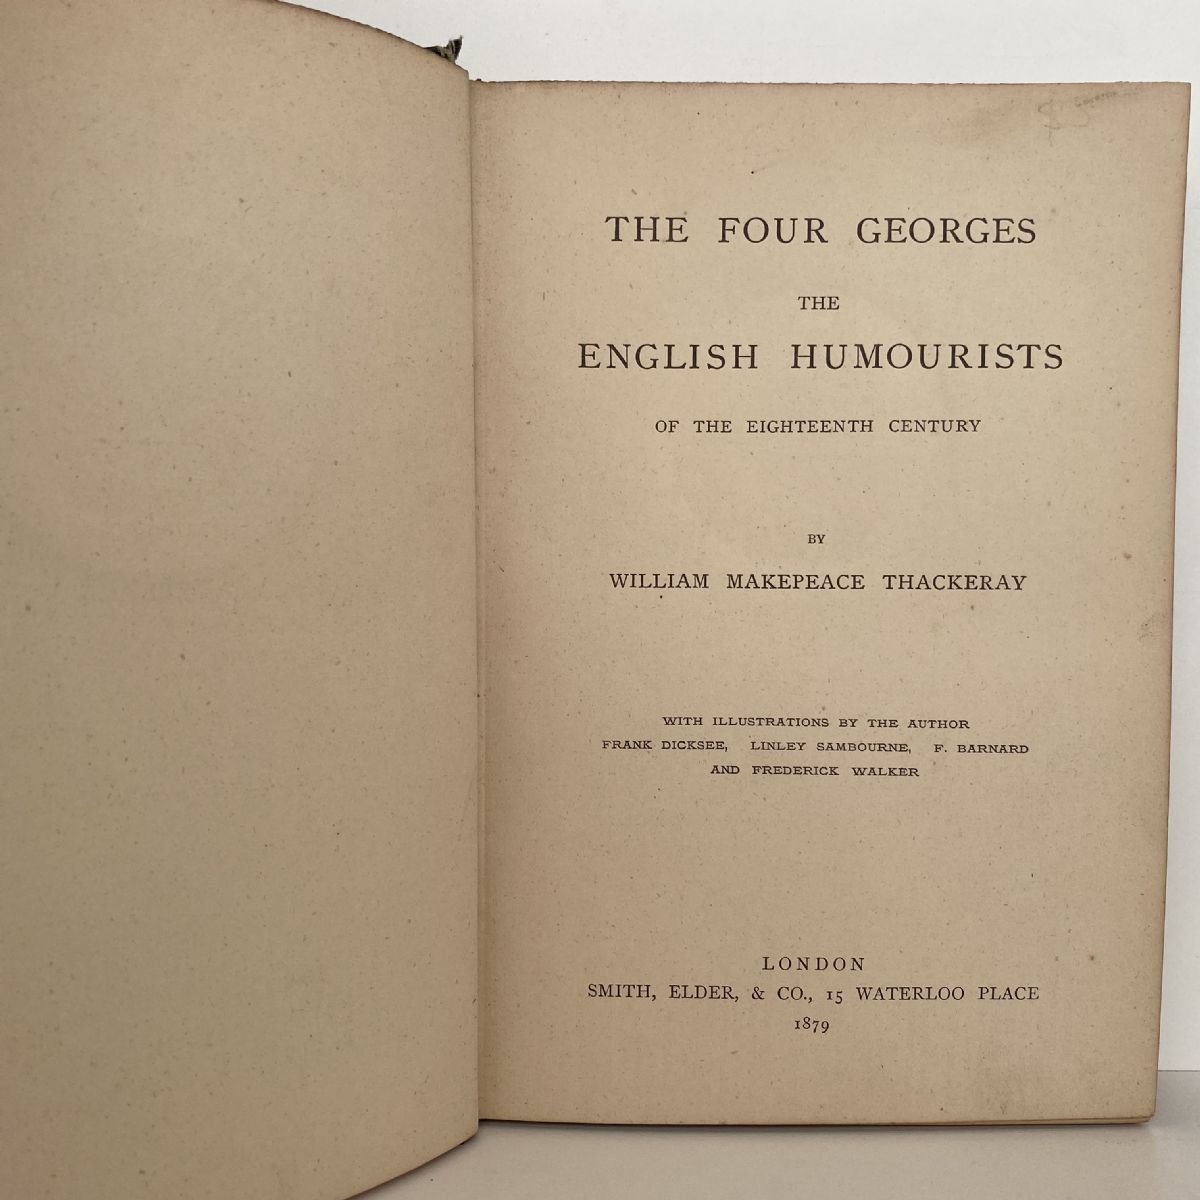 THE FOUR GEORGES
THE
ENGLISH HUMOURISTS
OF THE EIGHTEENTH CENTURY
BY
WILLIAM MAKEPEACE THACKERAY
WITH ILLUSTRATIONS BY THE AUTHOR
FRANK DICKSEE, LINLEY SAMBOURNE, F. BARNARD
AND FREDERICK WALKER
LONDON
SMITH, ELDER, & CO., 15 WATERLOO PLACE
1879